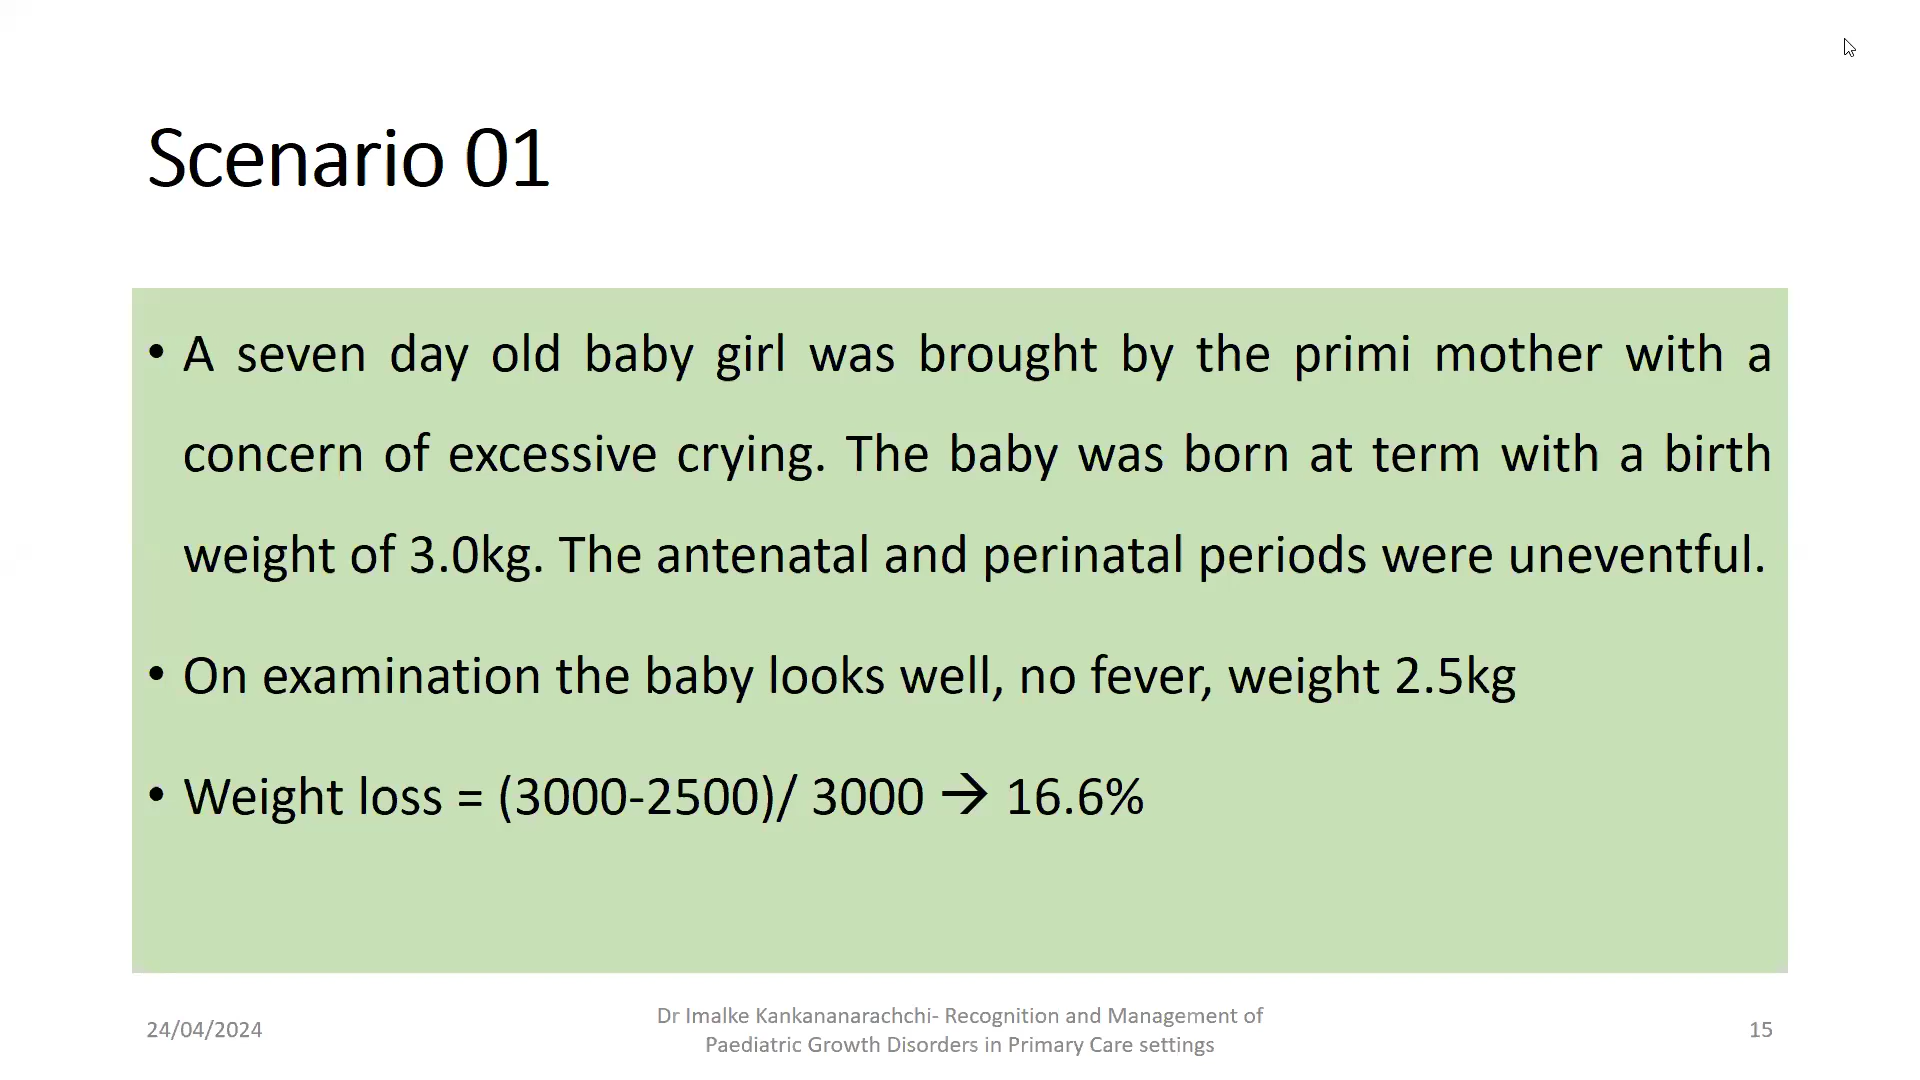 Scenario 01
• A seven day old baby girl was brought by the primi mother with a
concern of excessive crying. The baby was born at term with a birth
weight of 3.0kg. The antenatal and perinatal periods were uneventful.
• On examination the baby looks well, no fever, weight 2.5kg
• Weight loss = (3000-2500)/ 3000 → 16.6%
24/04/2024
Dr Imalke Kankananarachchi- Recognition and Management of
Paediatric Growth Disorders in Primary Care settings
15